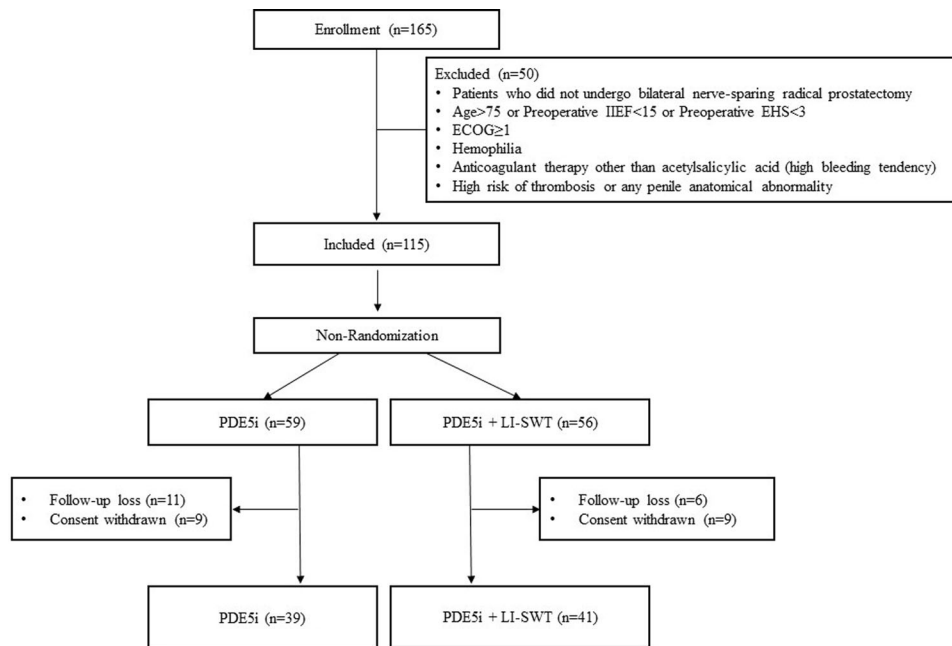 Enrollment (n=165)
Excluded (n=50)
• Patients who did not undergo bilateral nerve-sparing radical prostatectomy
• Age>75 or Preoperative IIEF<15 or Preoperative EHS<3
• ECOG≥1
• Hemophilia
• Anticoagulant therapy other than acetylsalicylic acid (high bleeding tendency)
• High risk of thrombosis or any penile anatomical abnormality
Included (n=115)
Non-Randomization
PDE5i (n=59)
PDE5i + LI-SWT (n=56)
• Follow-up loss (n=11)
• Consent withdrawn (n=9)
• Follow-up loss (n=6)
• Consent withdrawn (n=9)
PDE5i (n=39)
PDE5i + LI-SWT (n=41)